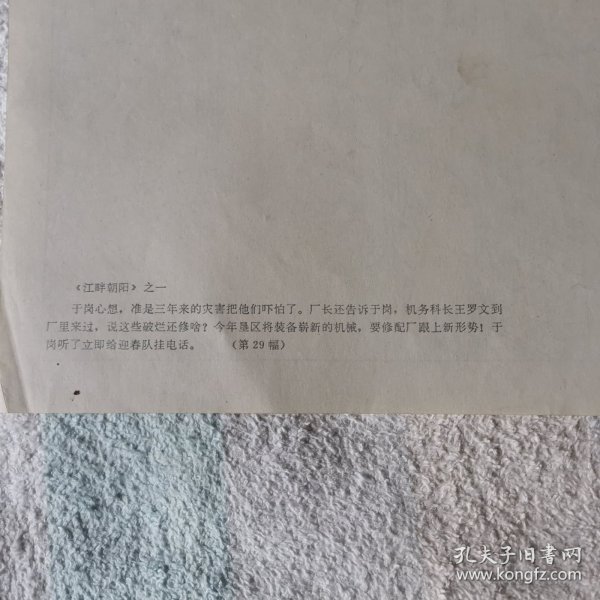 《江畔朝阳》之一
于岗心想，准是三年来的灾害把他们吓怕了。厂长还告诉于岗，机务科长王罗文到
厂里来过，说这些破烂还修啥？今年垦区将装备崭新的机械，要修配厂跟上新形势！于
岗听了立即给迎春队挂电话。（第29幅）
孔夫子旧书网
www.kongfz.com